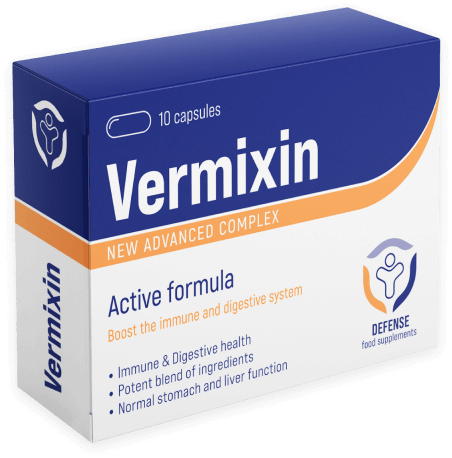 10 capsules
Vermixin
NEW ADVANCED COMPLEX
Active formula
Boost the immune and digestive system
• Immune & Digestive health
• Potent blend of ingredients
• Normal stomach and liver function
DEFENSE
food supplements
Vermixin